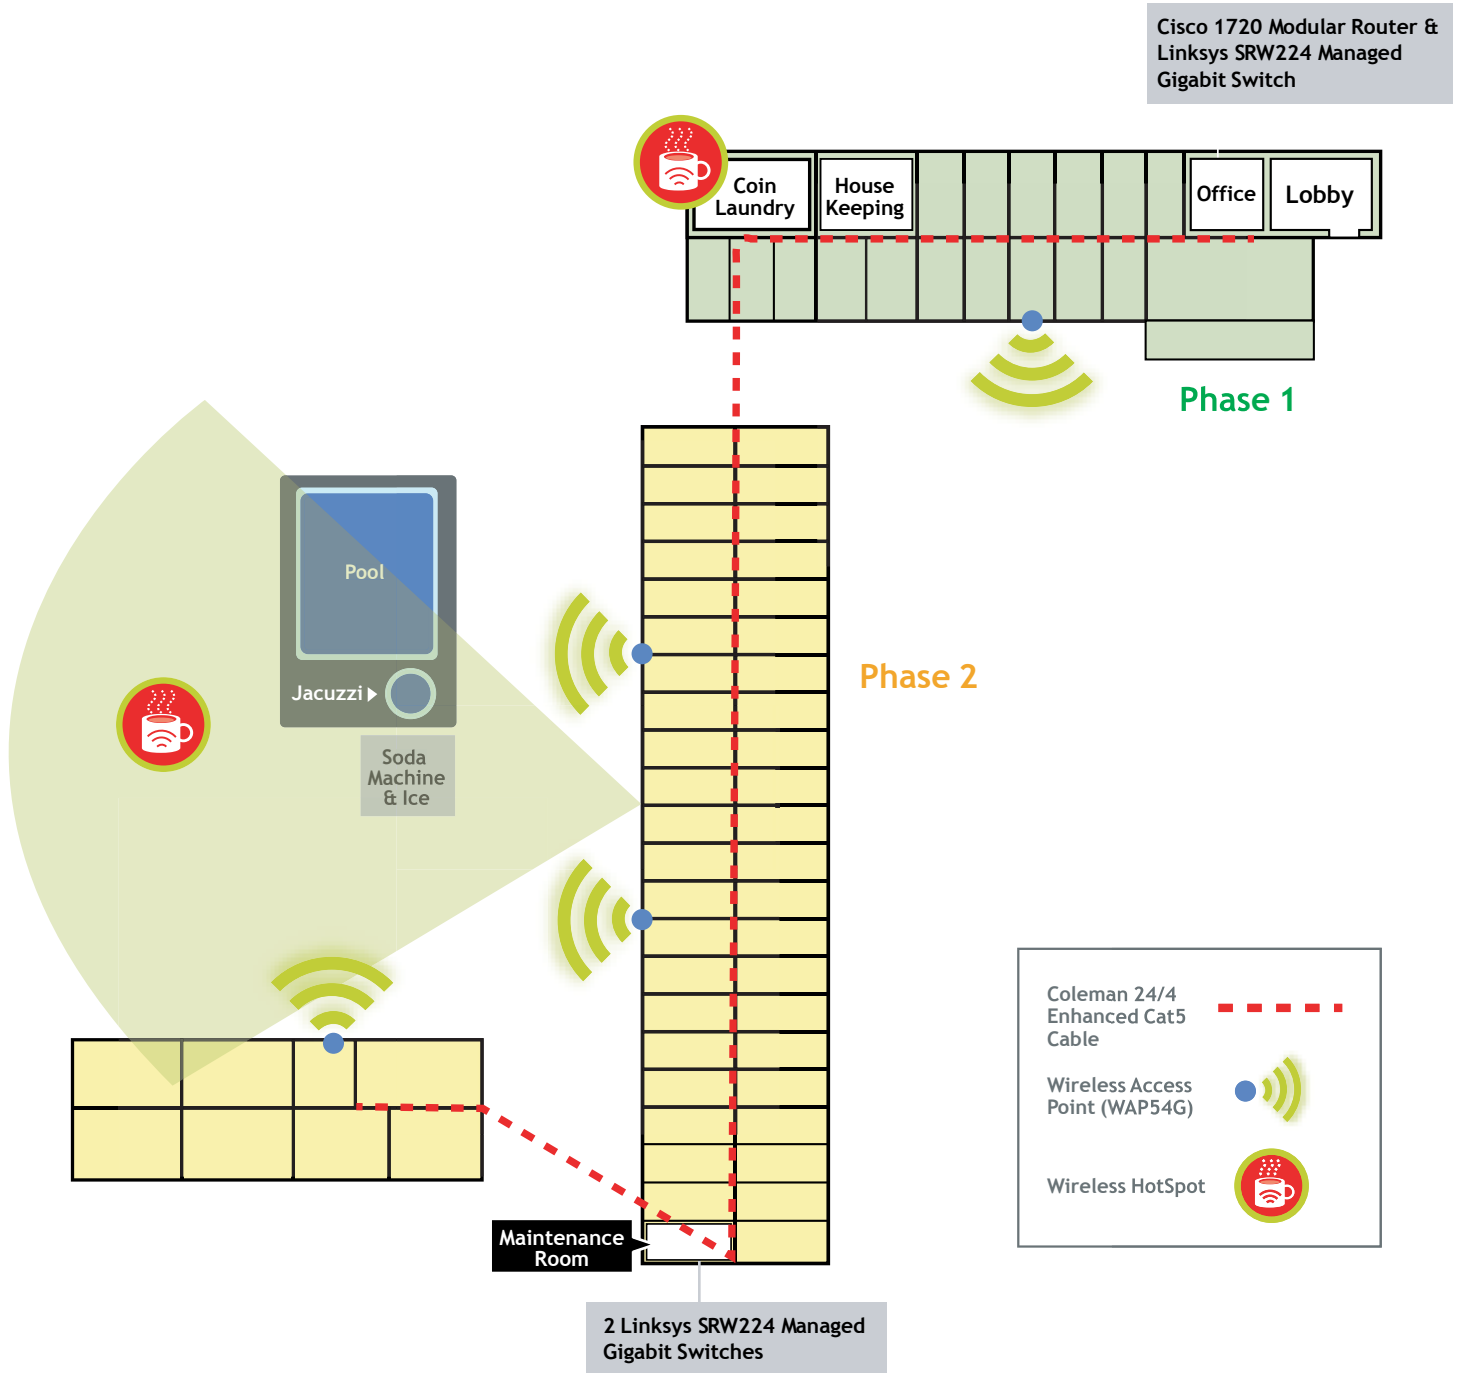 Cisco 1720 Modular Router &
Linksys SRW224 Managed
Gigabit Switch
Coin
Laundry
House
Keeping
Office
Lobby
Phase 1
Pool
Jacuzzi
Soda
Machine
& Ice
Phase 2
Coleman 24/4
Enhanced Cat5
Cable
Wireless Access
Point (WAP54G)
Wireless HotSpot
Maintenance
Room
2 Linksys SRW224 Managed
Gigabit Switches